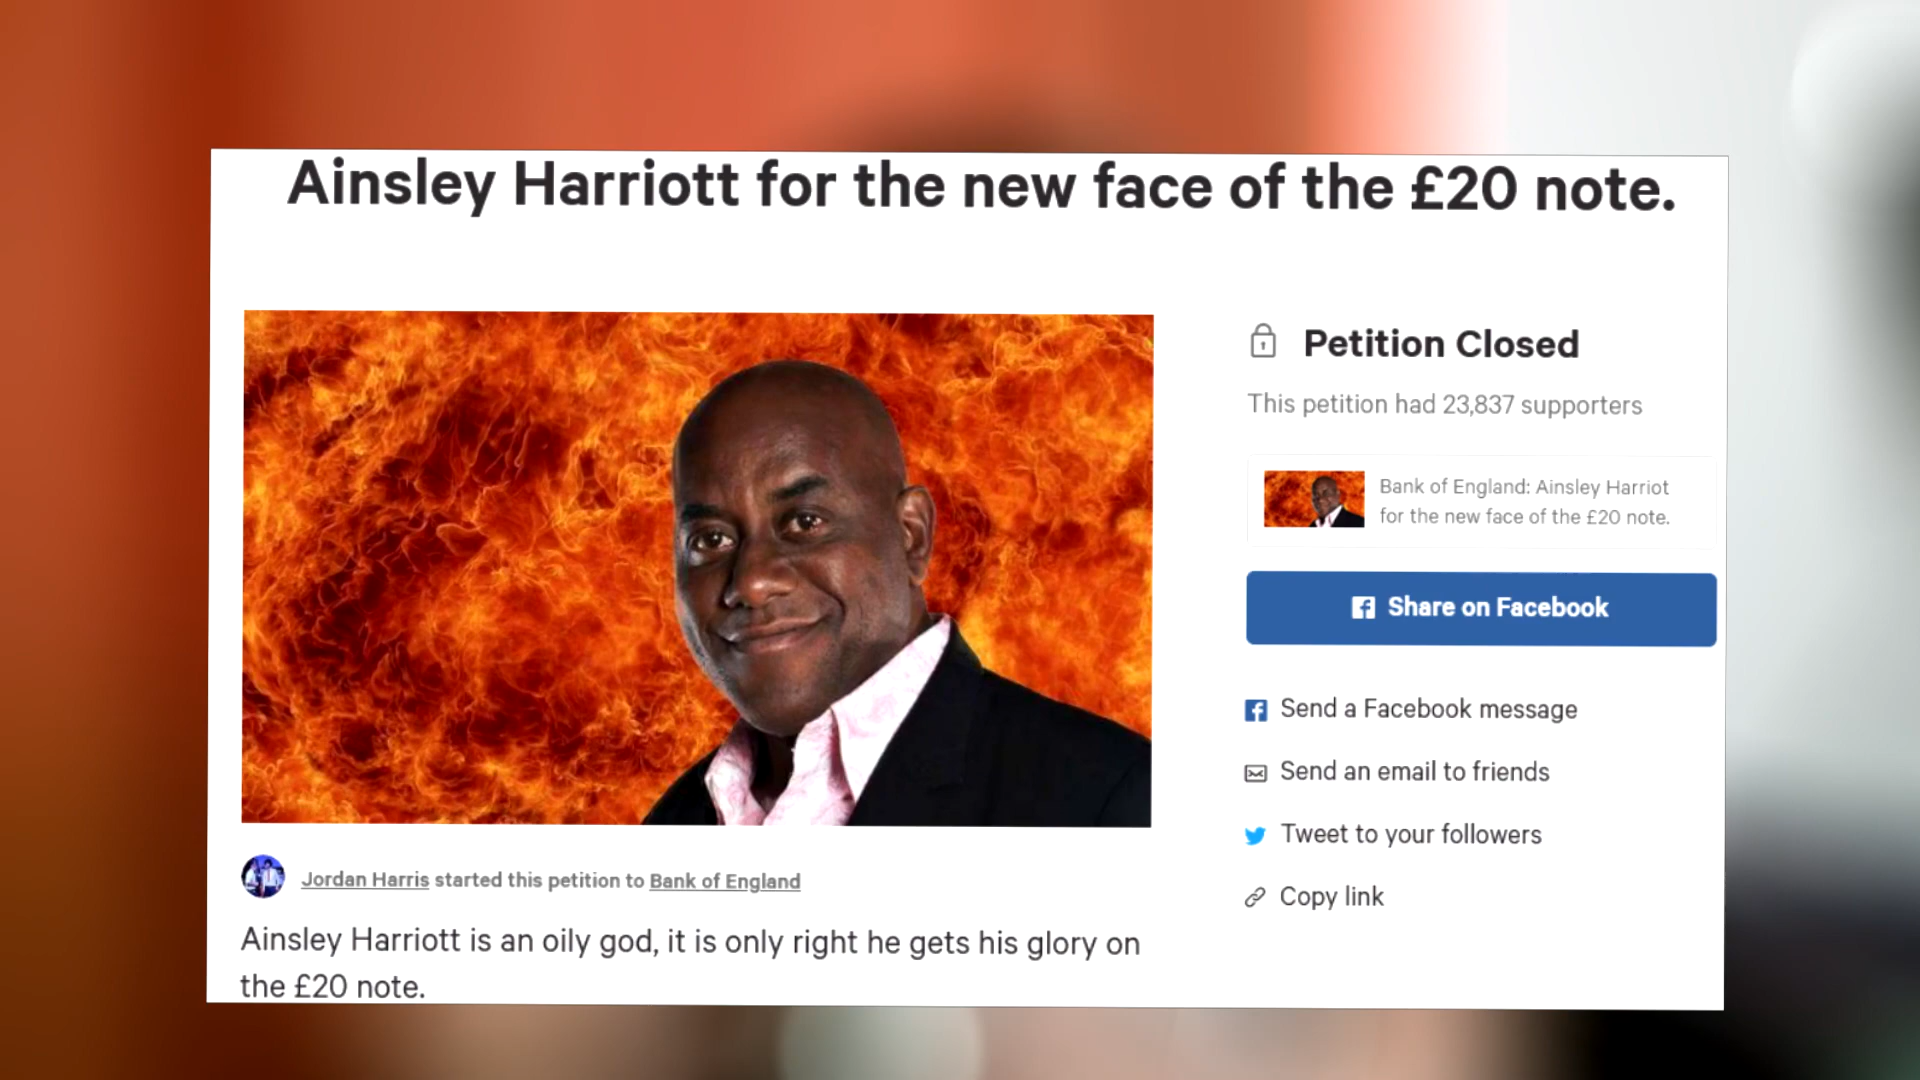 Ainsley Harriott for the new face of the £20 note.
Petition Closed
This petition had 23,837 supporters
Bank of England: Ainsley Harriot
for the new face of the £20 note.
Share on Facebook
Send a Facebook message
Send an email to friends
Tweet to your followers
Copy link
Jordan Harris started this petition to Bank of England
Ainsley Harriott is an oily god, it is only right he gets his glory on
the £20 note.